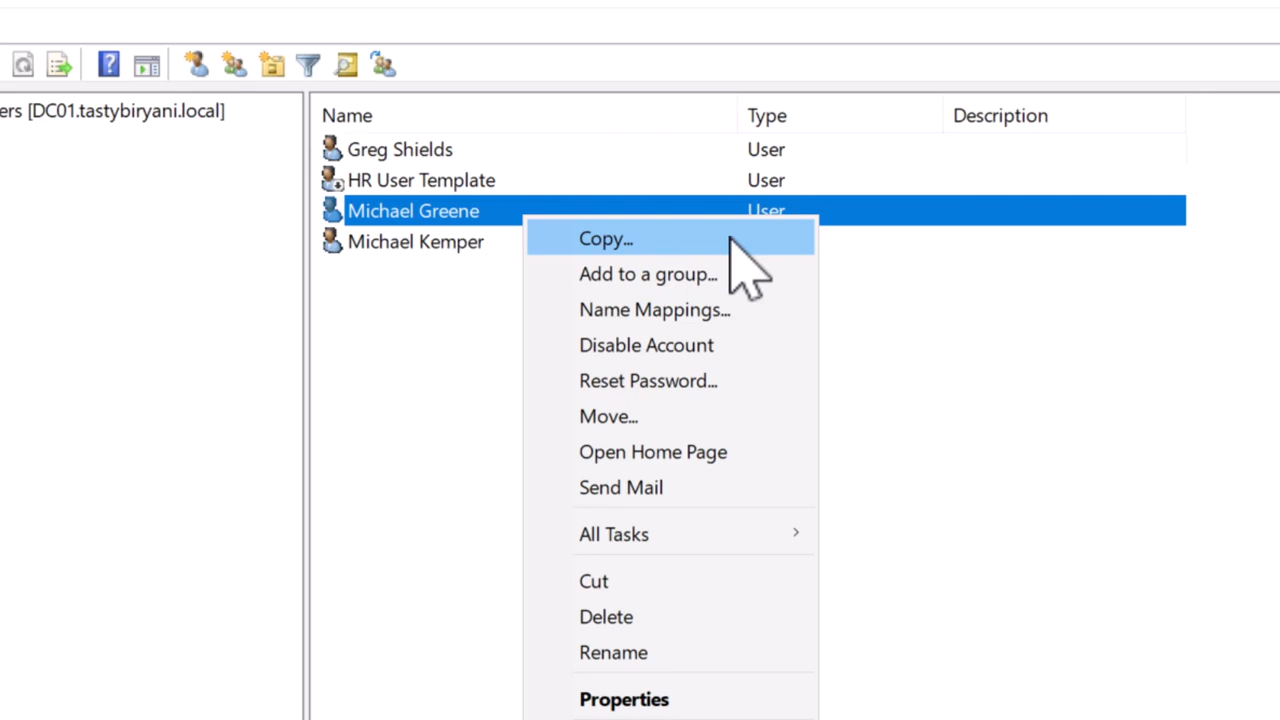 ers [DC01.tastybiryani.local]
Name Type Description
Greg Shields User
HR User Template User
Michael Greene User
Michael Kemper
Copy...
Add to a group...
Name Mappings...
Disable Account
Reset Password...
Move...
Open Home Page
Send Mail
All Tasks
Cut
Delete
Rename
Properties